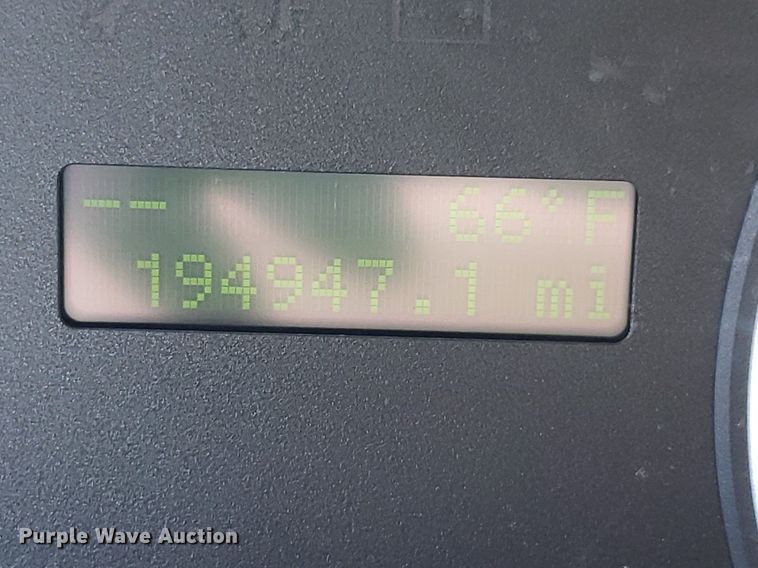 -- 66°F
194947.1 mi
Purple Wave Auction